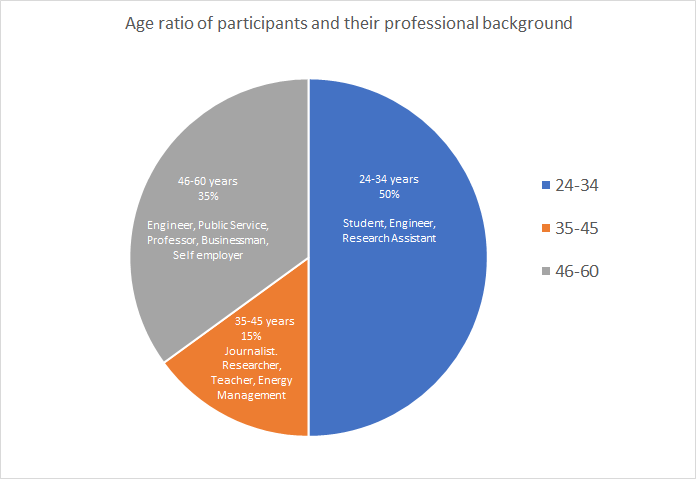 Age ratio of participants and their professional background
46-60 years
35%
Engineer, Public Service,
Professor, Businessman,
Self employer
24-34 years
50%
Student, Engineer,
Research Assistant
35-45 years
15%
Journalist.
Researcher,
Teacher, Energy
Management
24-34
35-45
46-60